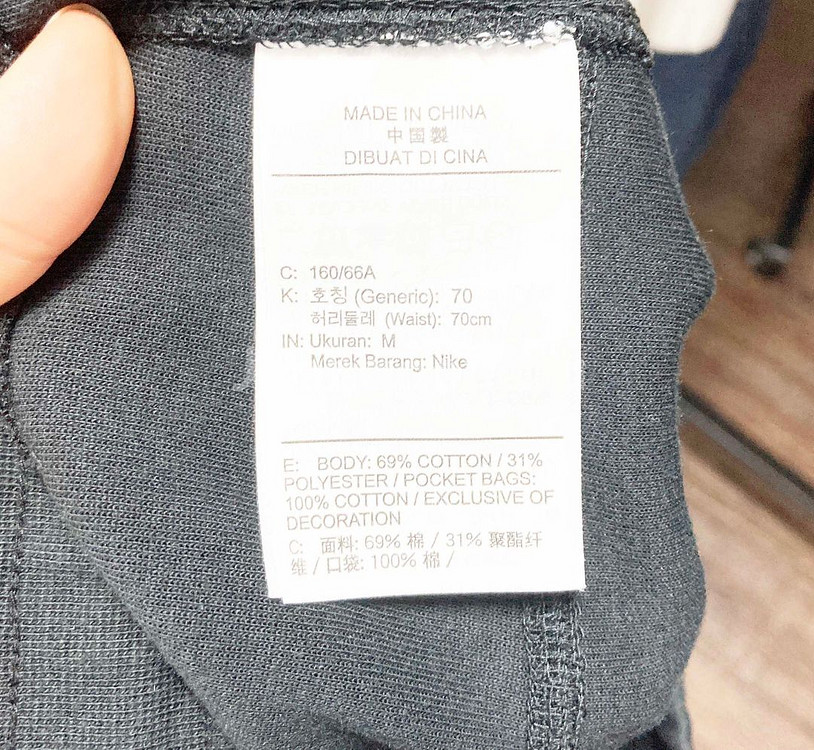 MADE IN CHINA
中国製
DIBUAT DI CINA
C: 160/66A
K: 호칭 (Generic): 70
허리둘레 (Waist): 70cm
IN: Ukuran: M
Merek Barang: Nike
E: BODY: 69% COTTON / 31%
POLYESTER / POCKET BAGS:
100% COTTON / EXCLUSIVE OF
DECORATION
C: 面料: 69% 棉 / 31% 聚酯纤
维 / 口袋: 100% 棉 /